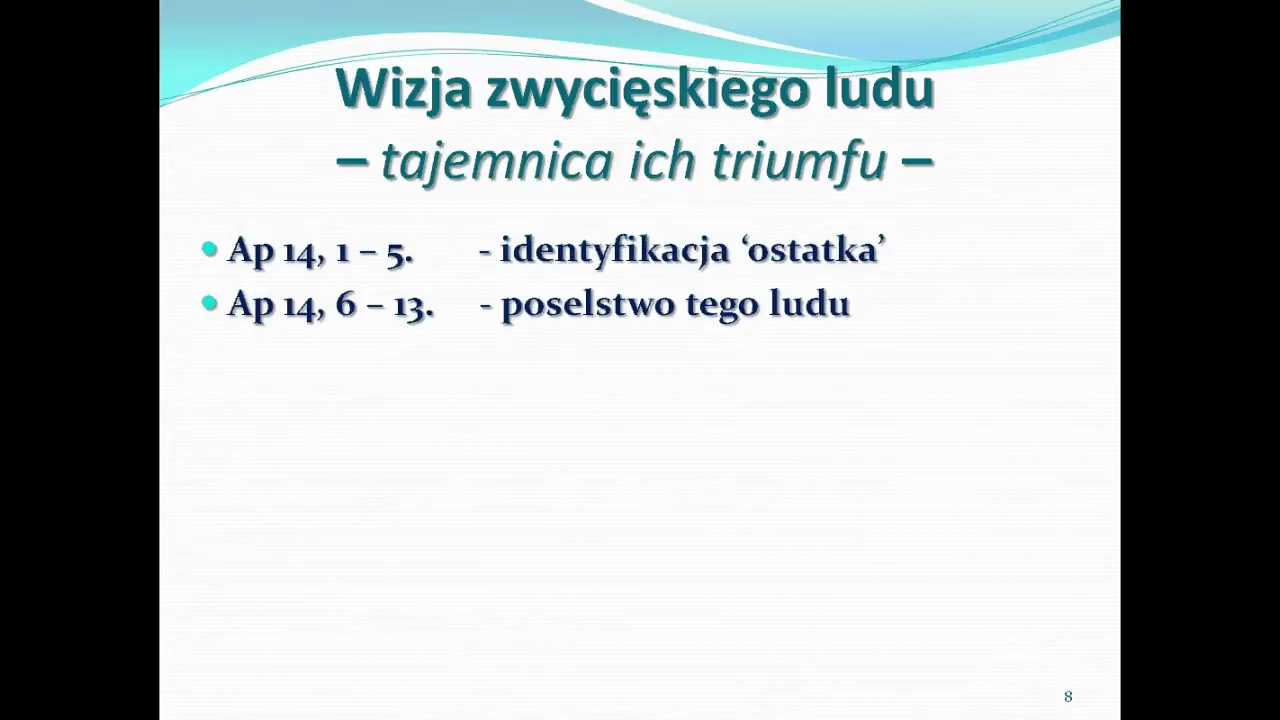 Wizja zwycięskiego ludu
– tajemnica ich triumfu –
Ap 14, 1 – 5. - identyfikacja ‘ostatka’
Ap 14, 6 – 13. - poselstwo tego ludu
8